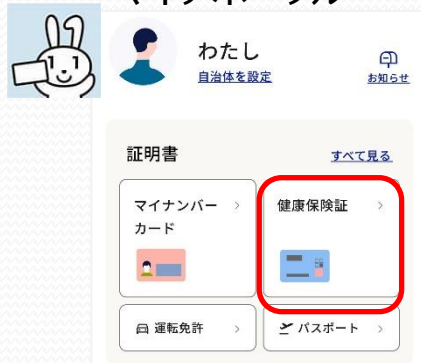 わたし
自治体を設定
お知らせ
証明書
すべて見る
マイナンバー
カード
健康保険証
運転免許
パスポート